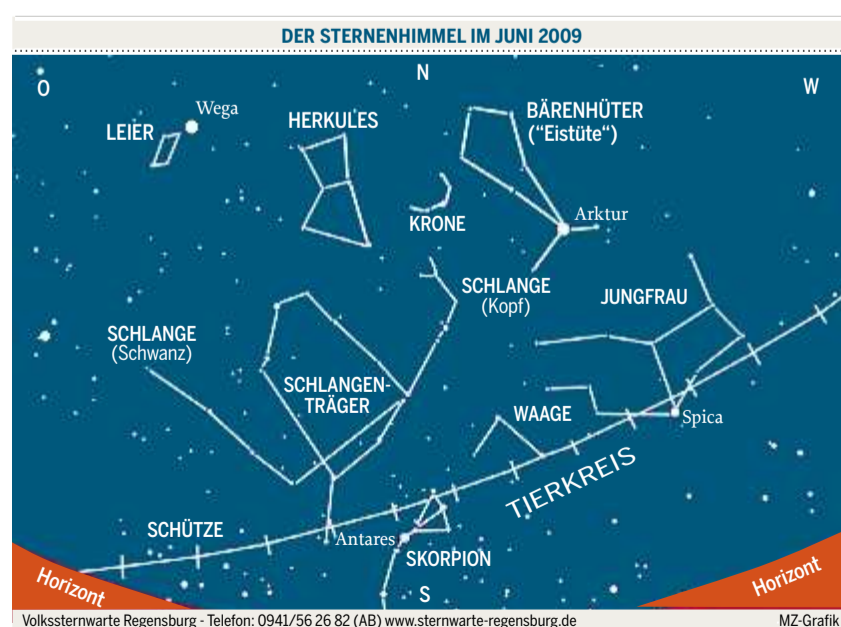 DER STERNENHIMMEL IM JUNI 2009
O
N
W
Wega
LEIER
HERKULES
BÄRENHÜTER
("Eistüte")
KRONE
Arktur
SCHLANGE
(Kopf)
JUNGFRAU
SCHLANGE
(Schwanz)
SCHLANGEN-
TRÄGER
WAAGE
Spica
TIERKREIS
SCHÜTZE
Antares
SKORPION
Horizont
S
Horizont
Volkssternwarte Regensburg - Telefon: 0941/56 26 82 (AB) www.sternwarte-regensburg.de
MZ-Grafik